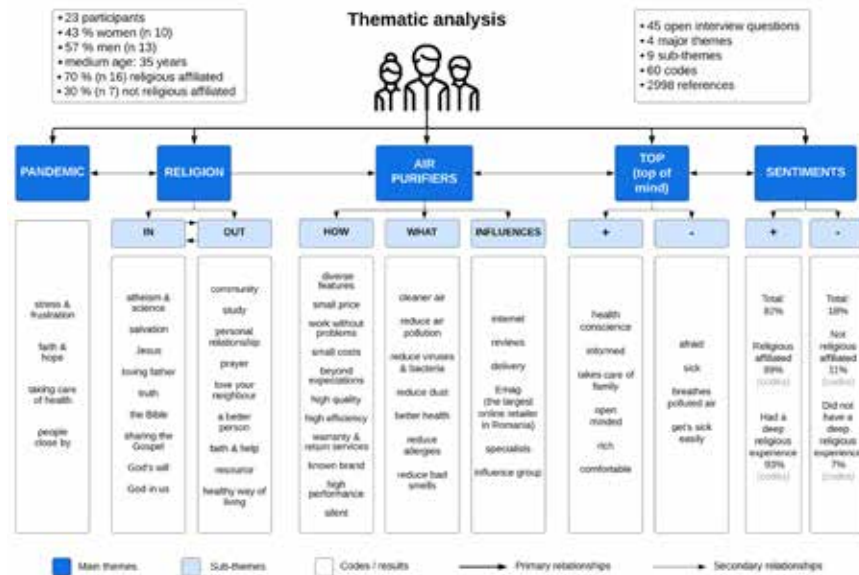 Thematic analysis
• 23 participants
• 43 % women (n 10)
• 57 % men (n 13)
• medium age: 35 years
• 70 % (n 16) religious affiliated
• 30 % (n 7) not religious affiliated
• 45 open interview questions
• 4 major themes
• 9 sub-themes
• 60 codes
• 2998 references
PANDEMIC
stress &
frustration
faith &
hope
taking care
of health
people
close by
RELIGION
IN
atheism &
science
salvation
Jesus
loving father
truth
the Bible
sharing the
Gospel
God's will
God in us
OUT
community
study
personal
relationship
prayer
love your
neighbour
a better
person
faith & help
resource
healthy way of
living
AIR
PURIFIERS
HOW
diverse
features
small price
work without
problems
small costs
beyond
expectations
high quality
high efficiency
warranty &
return services
known brand
high
performance
silent
WHAT
cleaner air
reduce air
pollution
reduce viruses
& bacteria
reduce dust
better health
reduce
allergies
reduce bad
smells
INFLUENCES
internet
reviews
delivery
Emag
(the largest
online retailer
in Romania)
specialists
influence group
TOP
(top of
mind)
+
health
conscience
informed
takes care of
family
open
minded
rich
comfortable
-
afraid
sick
breathes
polluted air
get's sick
easily
SENTIMENTS
+
Total:
82%
Religious
affiliated
89%
(codes)
Had a
deep
religious
experience
93%
(codes)
-
Total:
18%
Not
religious
affiliated
11%
(codes)
Did not
have a
deep
religious
experience
7%
(codes)
Main themes
Sub-themes
Codes / results
Primary relationships
Secondary relationships